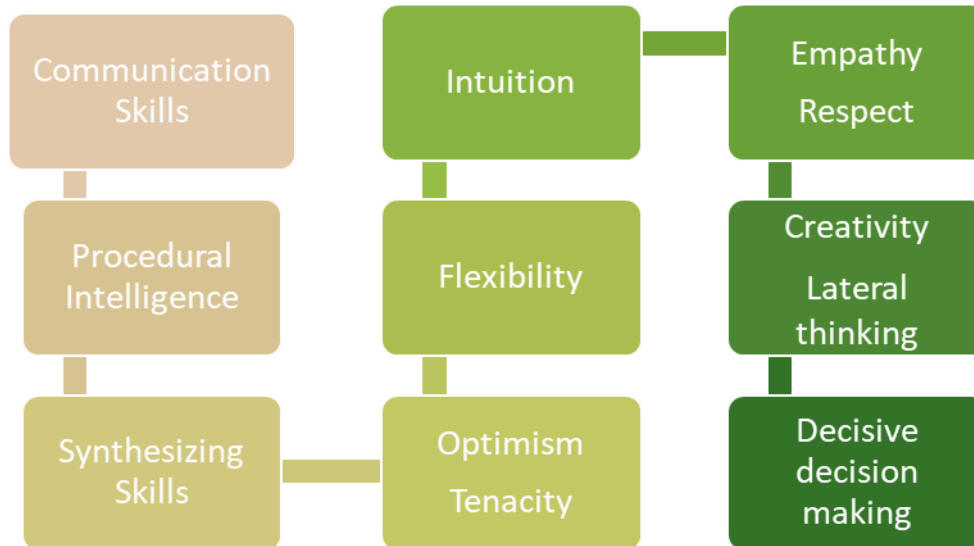 Communication
Skills
Procedural
Intelligence
Synthesizing
Skills
Optimism
Tenacity
Flexibility
Intuition
Empathy
Respect
Creativity
Lateral
thinking
Decisive
decision
making